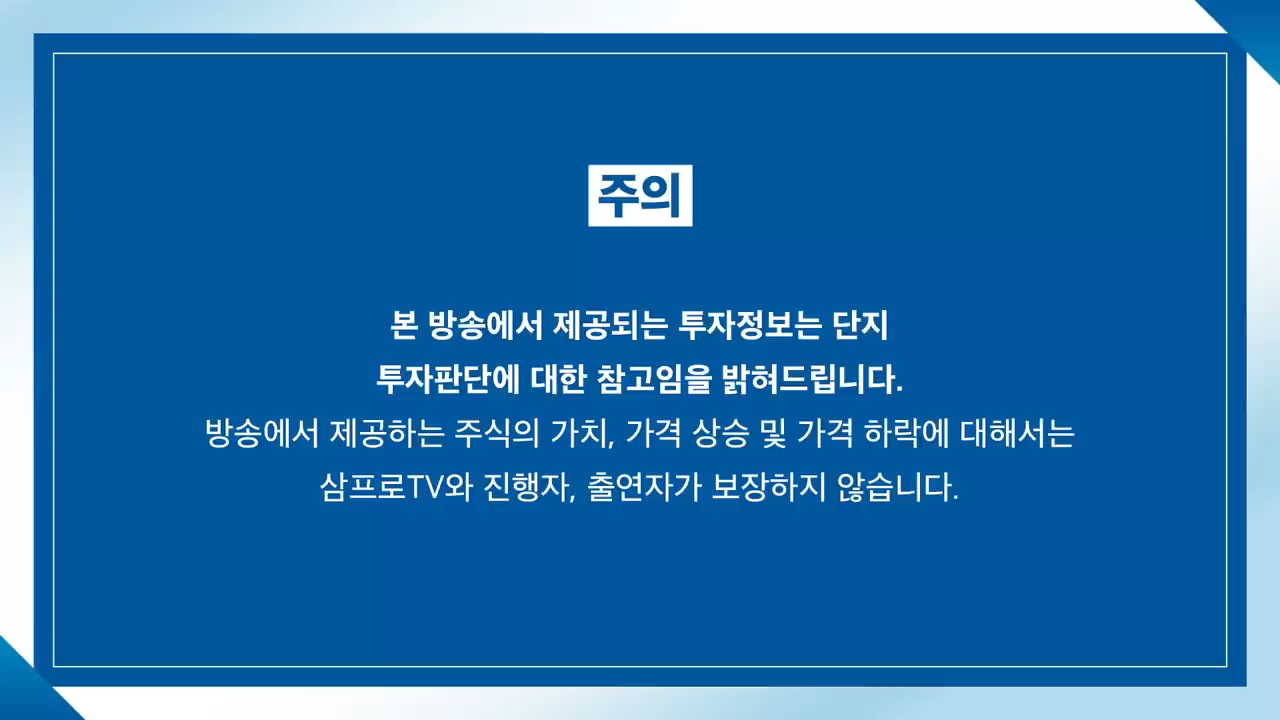 주의
본 방송에서 제공되는 투자정보는 단지
투자판단에 대한 참고임을 밝혀드립니다.
방송에서 제공하는 주식의 가치, 가격 상승 및 가격 하락에 대해서는
삼프로TV와 진행자, 출연자가 보장하지 않습니다.